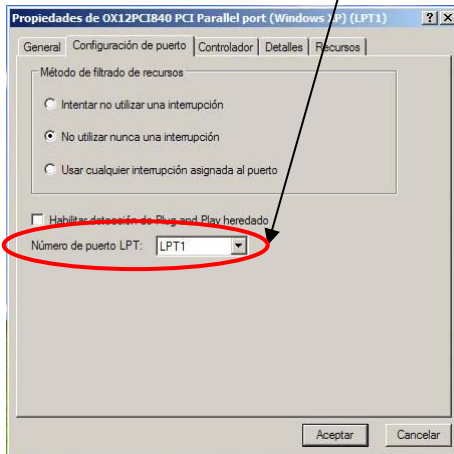 Propiedades de OX12PCI840 PCI Parallel port (Windows XP) (LPT1)
General Configuración de puerto Controlador Detalles Recursos
Método de filtrado de recursos
Intentar no utilizar una interrupción
No utilizar nunca una interrupción
Usar cualquier interrupción asignada al puerto
Habilitar detección de Plug and Play heredado
Número de puerto LPT: LPT1
Aceptar Cancelar